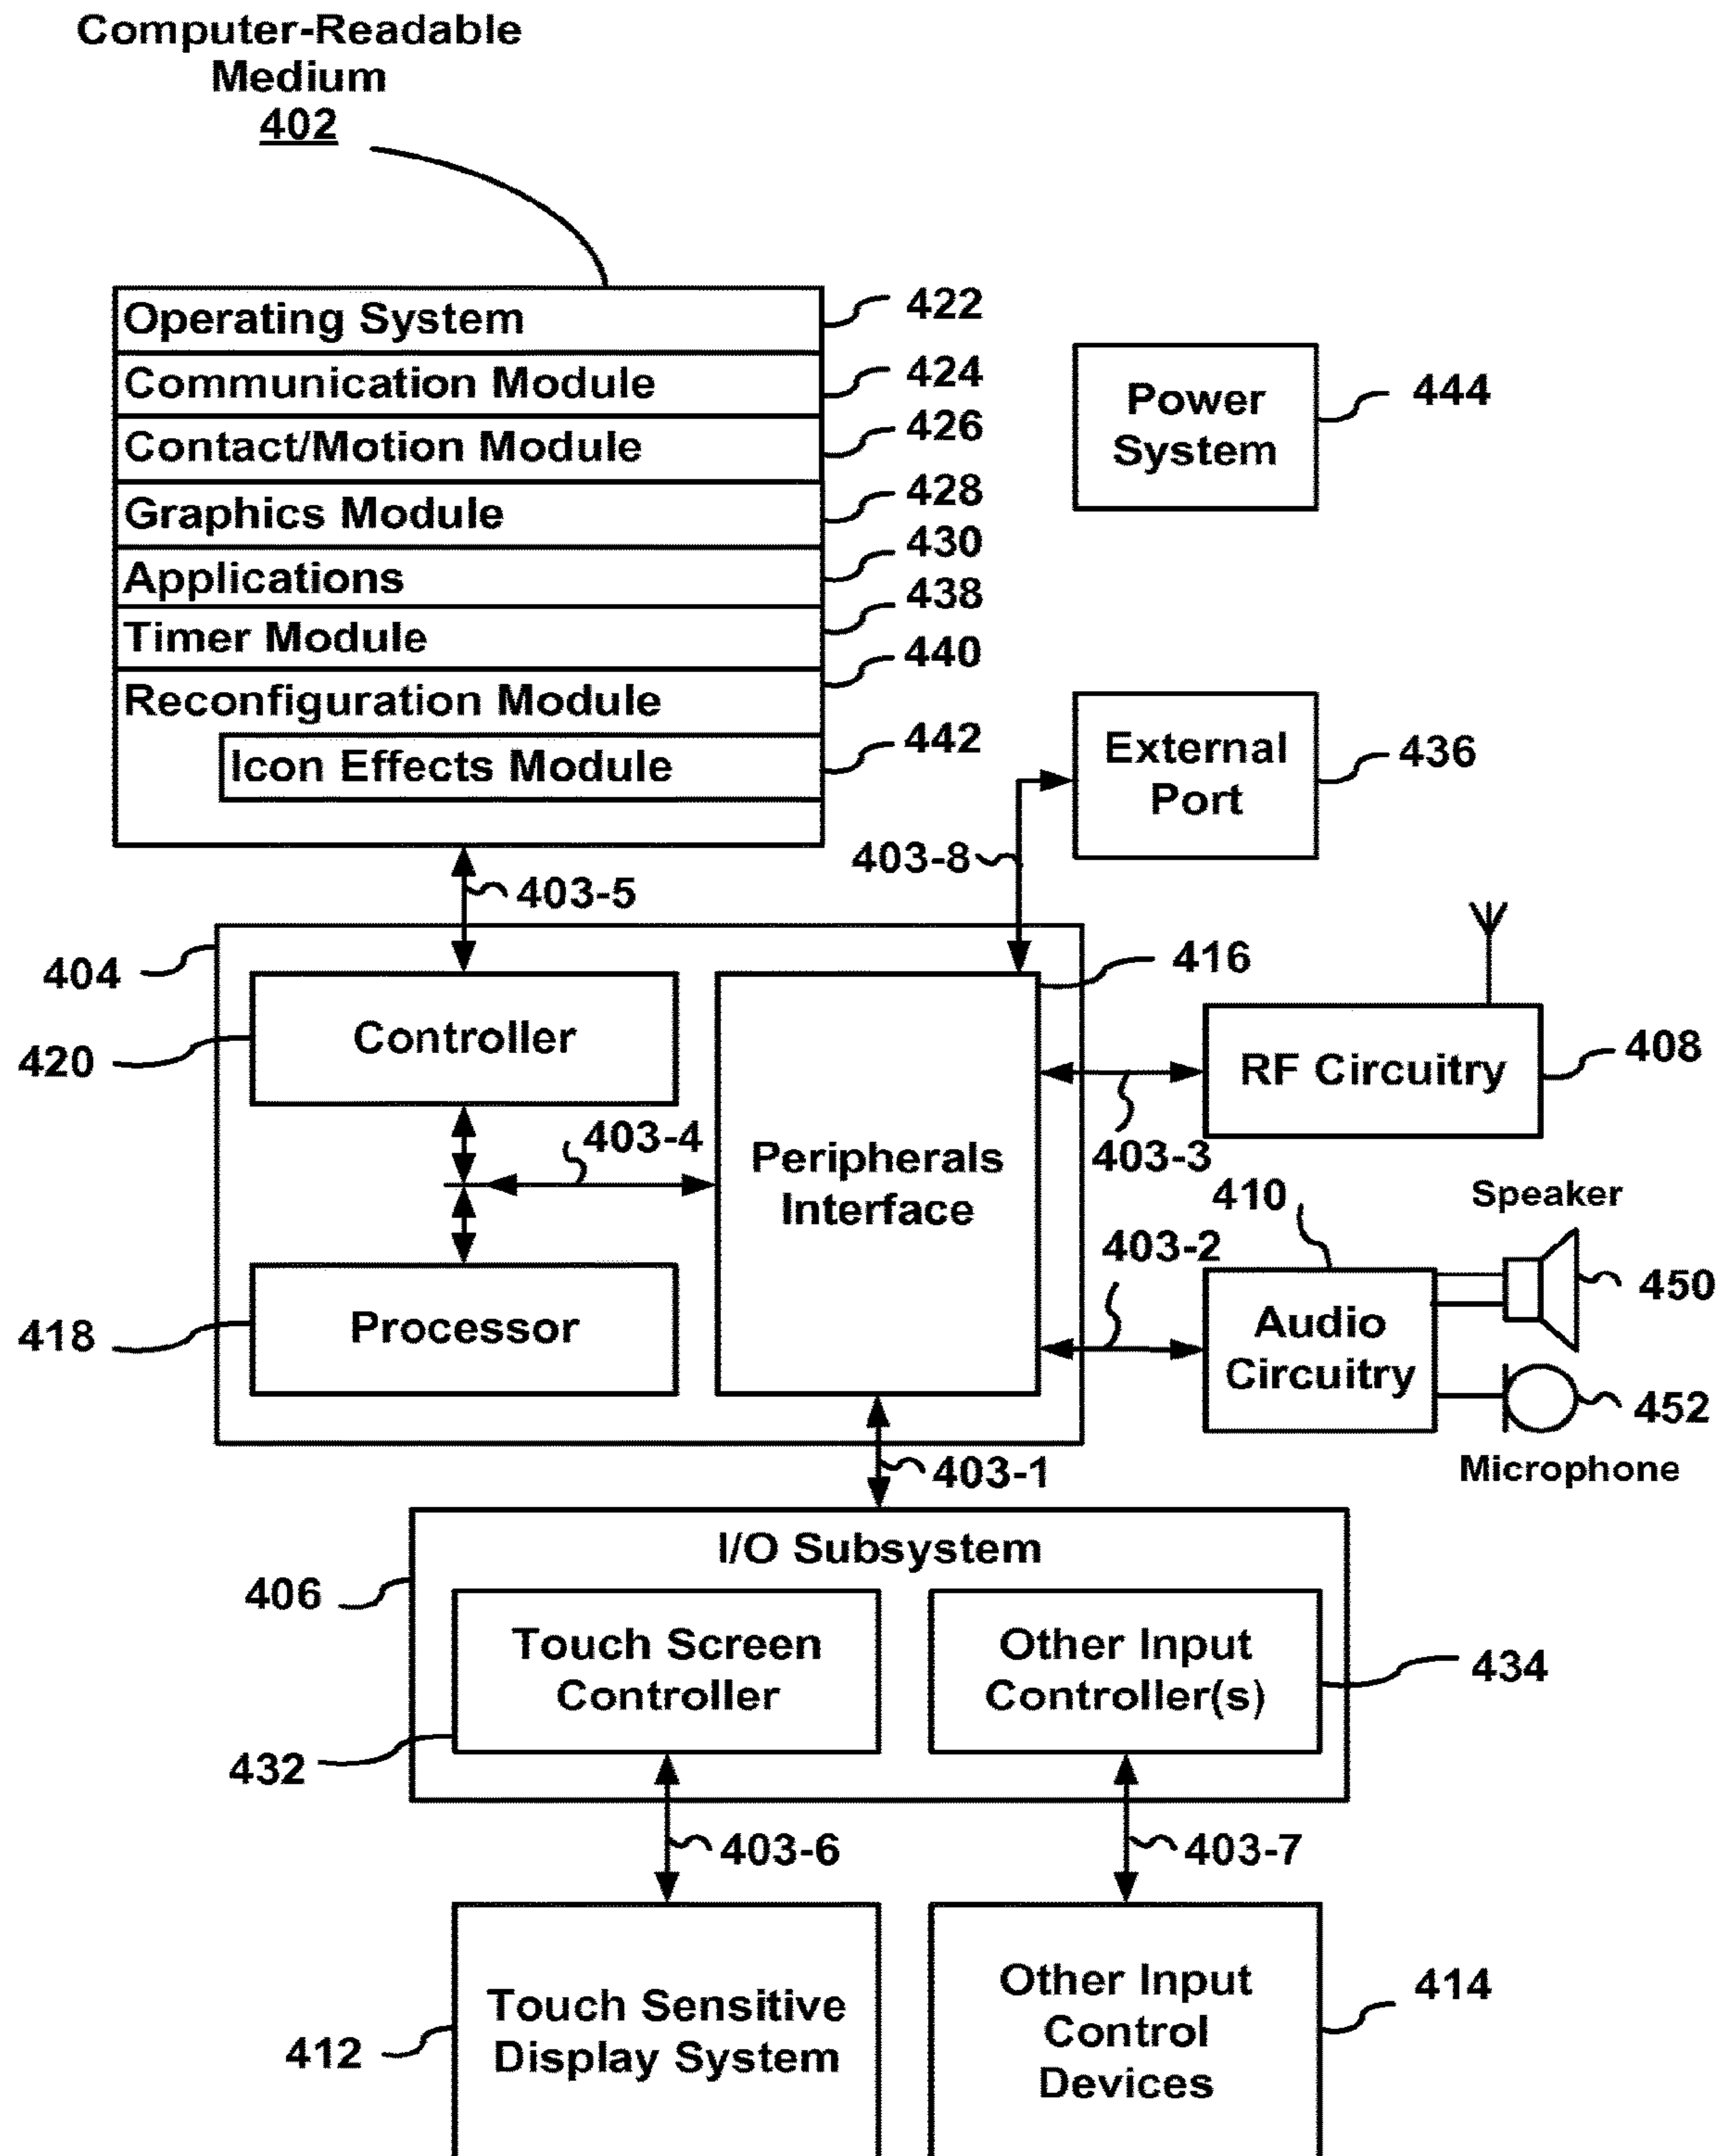 Computer-Readable
Medium
402
Operating System
422
Communication Module
424
Contact/Motion Module
426
Graphics Module
428
Applications
430
Timer Module
438
Reconfiguration Module
440
Icon Effects Module
442
Power
System
444
External
Port
436
403-8
403-5
404
Controller
420
416
Peripherals
Interface
403-4
Processor
418
RF Circuitry
408
403-3
410
Speaker
403-2
Audio
Circuitry
450
452
Microphone
403-1
I/O Subsystem
406
Touch Screen
Controller
432
Other Input
Controller(s)
434
403-6
403-7
Touch Sensitive
Display System
412
Other Input
Control
Devices
414